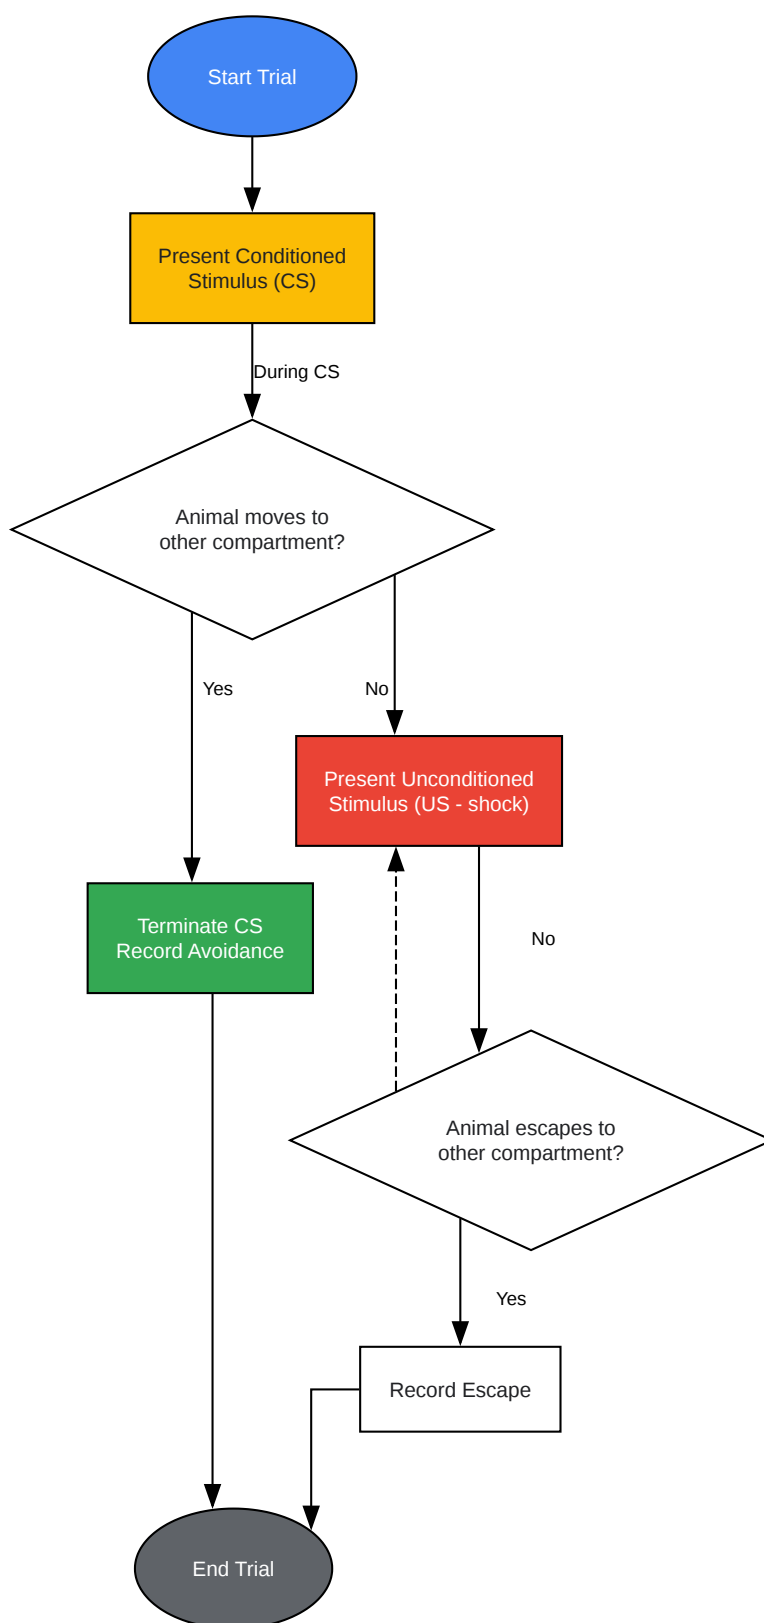 Start Trial
Present Conditioned
Stimulus (CS)
During CS
Animal moves to
other compartment?
Yes
No
Present Unconditioned
Stimulus (US - shock)
Terminate CS
Record Avoidance
No
Animal escapes to
other compartment?
Yes
Record Escape
End Trial